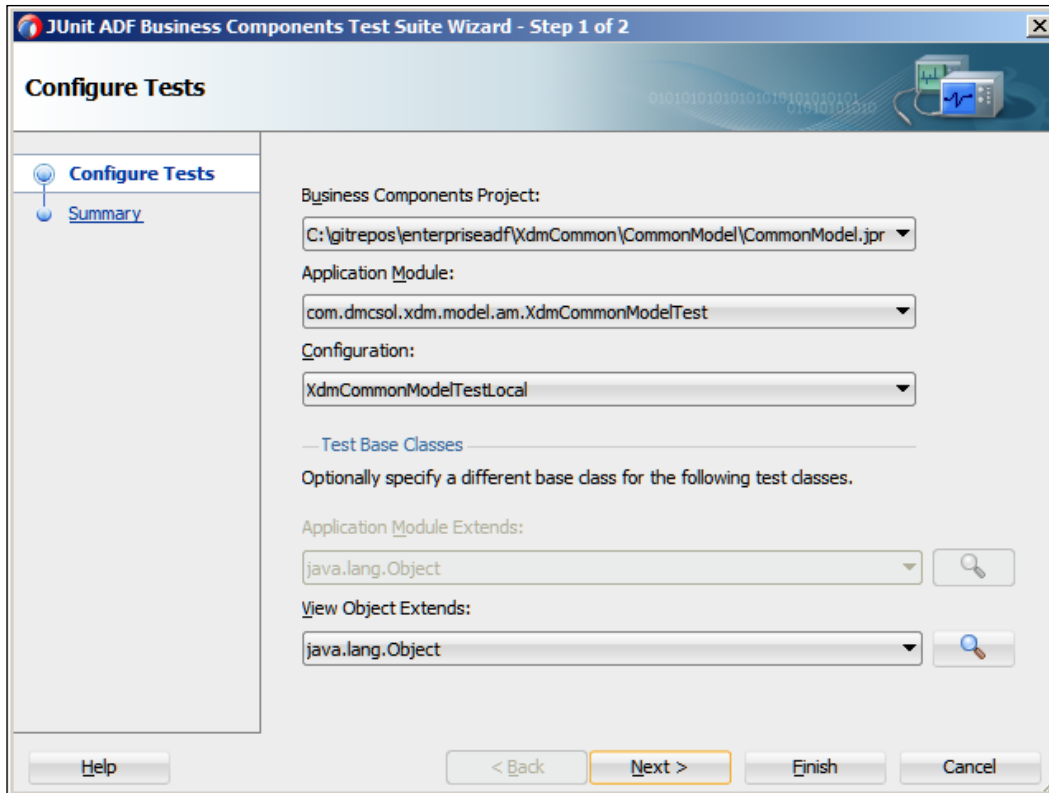 JUnit ADF Business Components Test Suite Wizard - Step 1 of 2
Configure Tests
0101010101010101010101010101
01010101010
Configure Tests
Summary
Business Components Project:
C:\gitrepos\enterpriseadf\XdmCommon\CommonModel\CommonModel.jpr
Application Module:
com.dmcsol.xdm.model.am.XdmCommonModelTest
Configuration:
XdmCommonModelTestLocal
Test Base Classes
Optionally specify a different base class for the following test classes.
Application Module Extends:
java.lang.Object
View Object Extends:
java.lang.Object
Help
< Back
Next >
Finish
Cancel